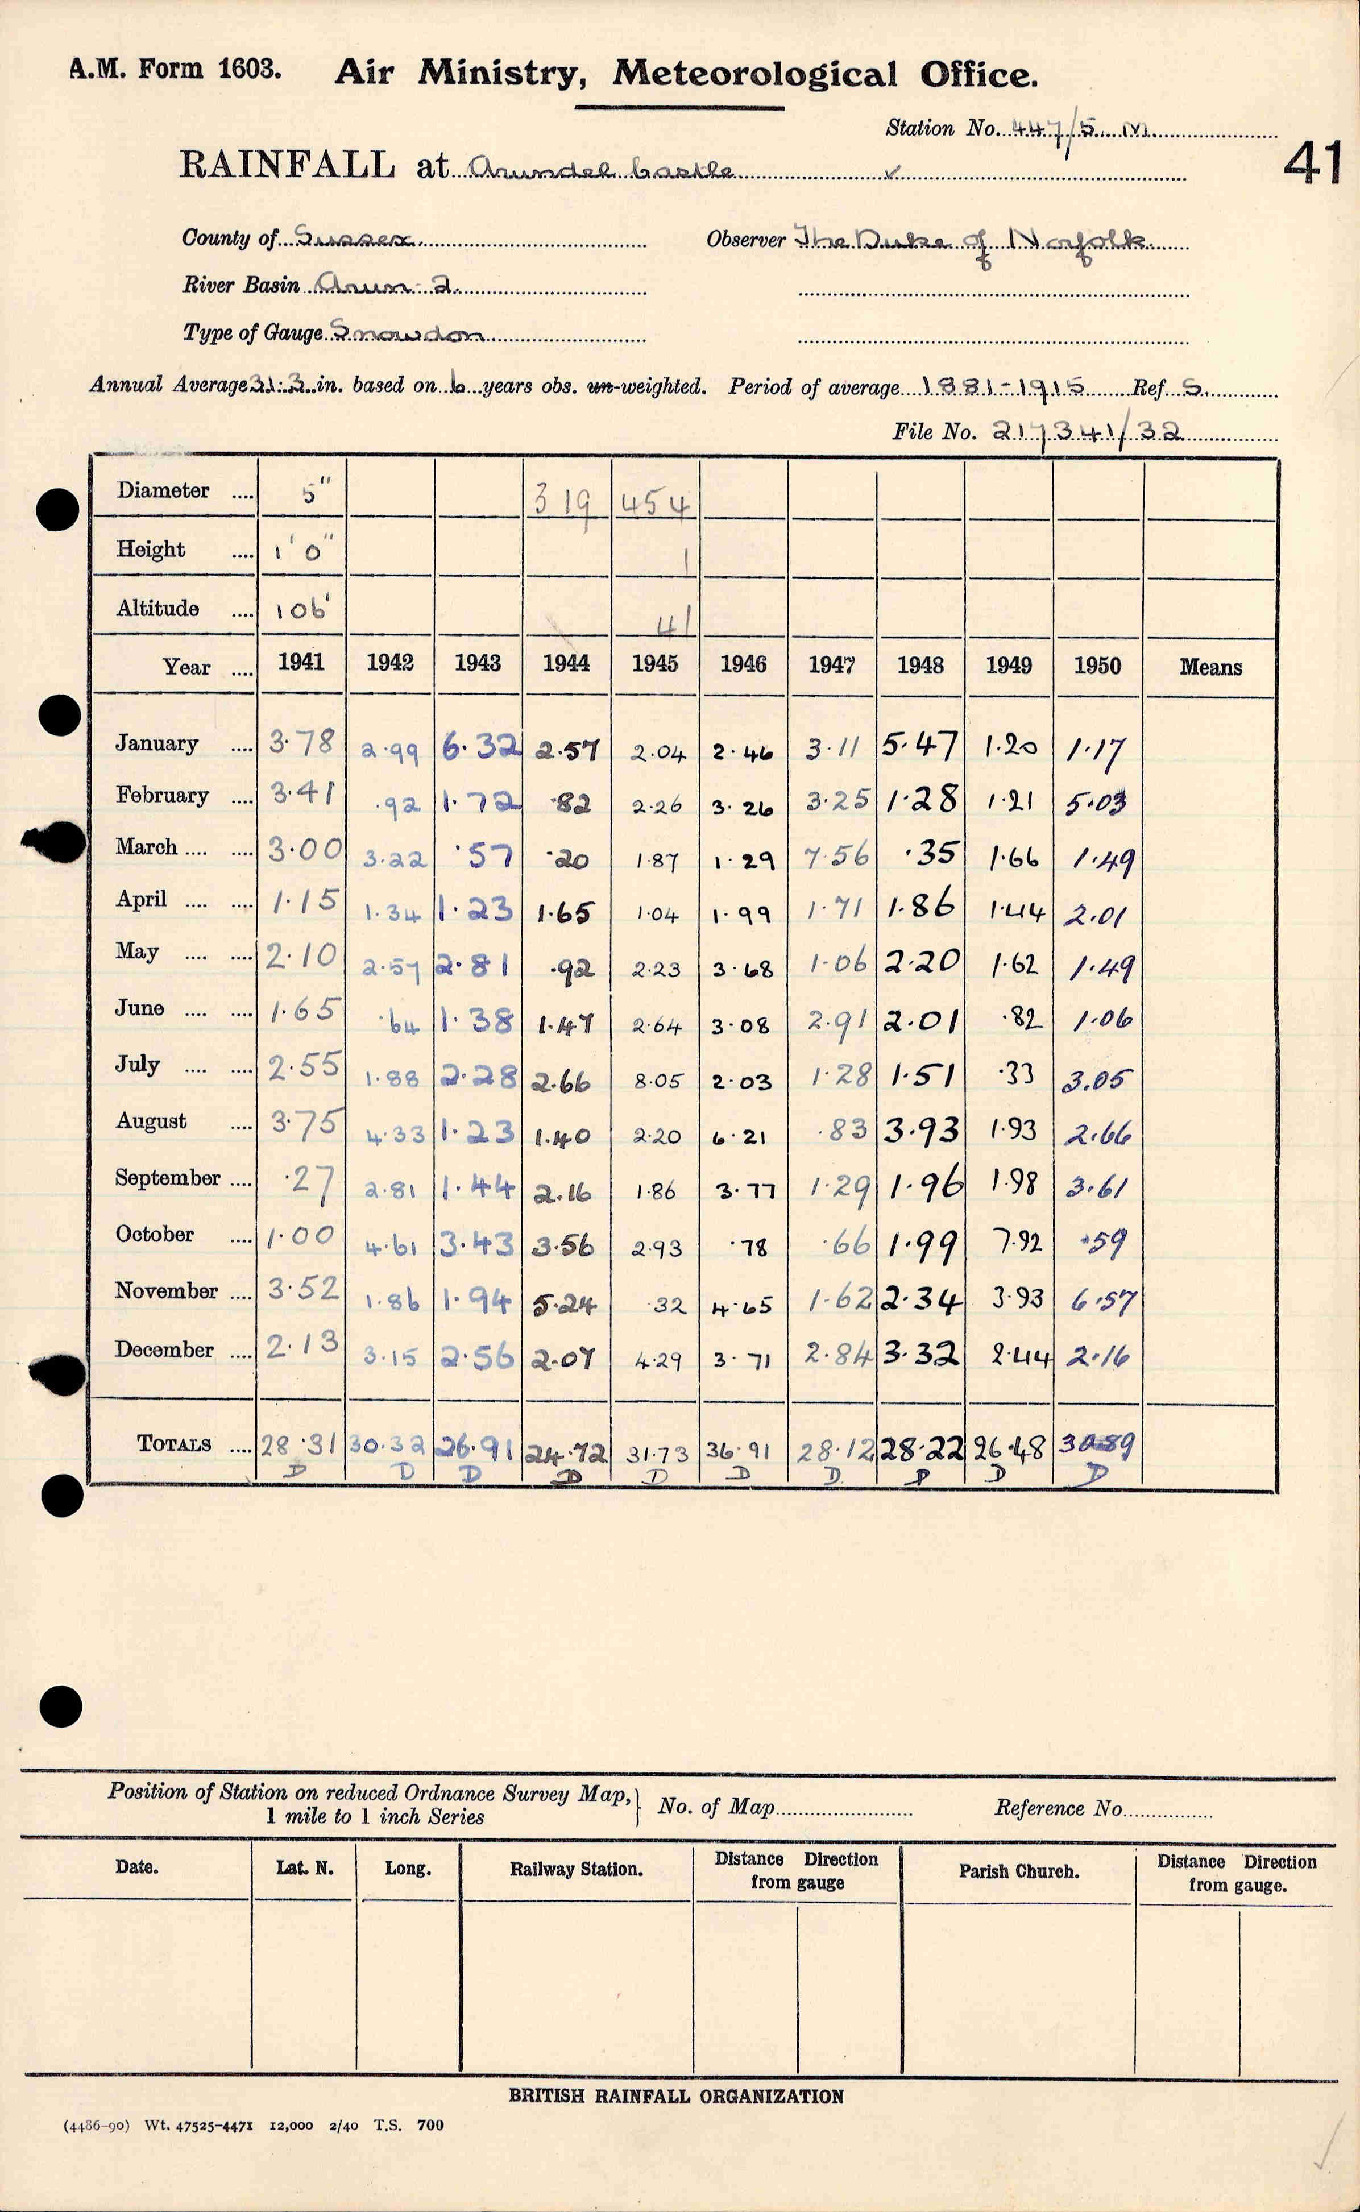 A.M. Form 1603. Air Ministry, Meteorological Office.
Station No. 447/5 M
41
RAINFALL at Arundel Castle ✓
County of Sussex Observer The Duke of Norfolk
River Basin Arun 2
Type of Gauge Snowdon
Annual Average 31.3 in. based on 6 years obs. un-weighted. Period of average 1881-1915 Ref S.
File No. 217341/32
Diameter .... 5" 319 454
Height .... 1'0" 1
Altitude .... 106' 41
Year .... 1941 1942 1943 1944 1945 1946 1947 1948 1949 1950 Means
January .... 3.78 2.99 6.32 2.57 2.04 2.46 3.11 5.47 1.20 1.17
February .... 3.41 .92 1.72 .82 2.26 3.26 3.25 1.28 1.21 5.03
March .... .... 3.00 3.22 .57 .20 1.87 1.29 7.56 .35 1.66 1.49
April .... .... 1.15 1.34 1.23 1.65 1.04 1.99 1.71 1.86 1.44 2.01
May .... .... 2.10 2.57 2.81 .92 2.23 3.68 1.06 2.20 1.62 1.49
June .... .... 1.65 .64 1.38 1.47 2.64 3.08 2.91 2.01 .82 1.06
July .... .... 2.55 1.88 2.28 2.66 8.05 2.03 1.28 1.51 .33 3.05
August .... 3.75 4.33 1.23 1.40 2.20 6.21 .83 3.93 1.93 2.66
September .... .27 2.81 1.44 2.16 1.86 3.77 1.29 1.96 1.98 3.61
October .... 1.00 4.61 3.43 3.56 2.93 .78 .66 1.99 7.92 .59
November .... 3.52 1.86 1.94 5.24 .32 4.65 1.62 2.34 3.93 6.57
December .... 2.13 3.15 2.56 2.07 4.29 3.71 2.84 3.32 2.44 2.16
TOTALS .... 28.31 30.32 26.91 24.72 31.73 36.91 28.12 28.22 26.48 30.89
D D D D D D D. D D D
Position of Station on reduced Ordnance Survey Map, } No. of Map.................... Reference No................
1 mile to 1 inch Series
Date. Lat. N. Long. Railway Station. Distance Direction from gauge Parish Church. Distance Direction from gauge.
BRITISH RAINFALL ORGANIZATION
(4486-90) Wt. 47525-4471 12,000 2/40 T.S. 700